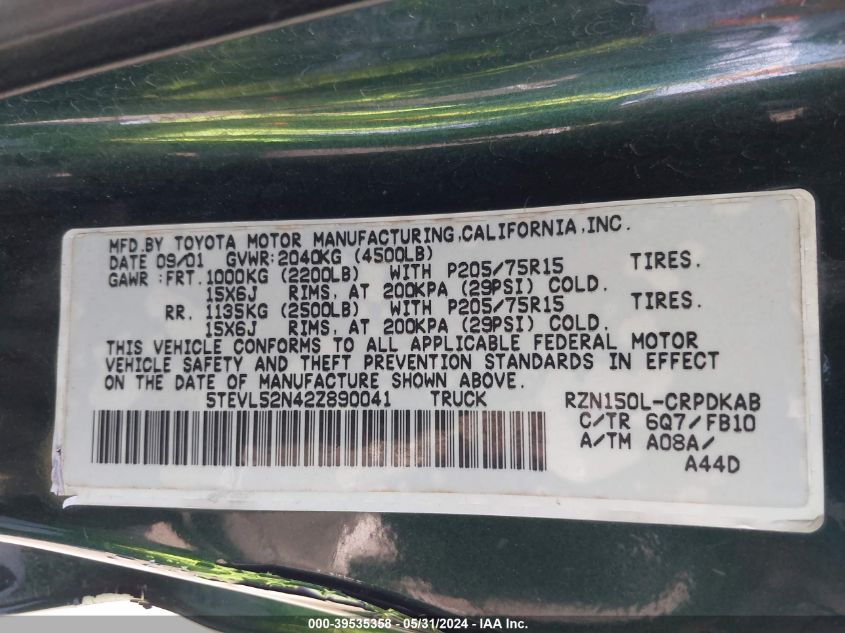 MFD.BY TOYOTA MOTOR MANUFACTURING,CALIFORNIA,INC.
DATE 09/01 GVWR:2040KG (4500LB)
GAWR :FRT.1000KG (2200LB) WITH P205/75R15 TIRES.
15X6J RIMS, AT 200KPA (29PSI) COLD.
RR. 1135KG (2500LB) WITH P205/75R15 TIRES.
15X6J RIMS, AT 200KPA (29PSI) COLD.
THIS VEHICLE CONFORMS TO ALL APPLICABLE FEDERAL MOTOR
VEHICLE SAFETY AND THEFT PREVENTION STANDARDS IN EFFECT
ON THE DATE OF MANUFACTURE SHOWN ABOVE.
5TEVL52N42Z890041 TRUCK RZN150L-CRPDKAB
C/TR 6Q7/FB10
A/TM A08A/
A44D
000-39535358 - 05/31/2024 - IAA Inc.